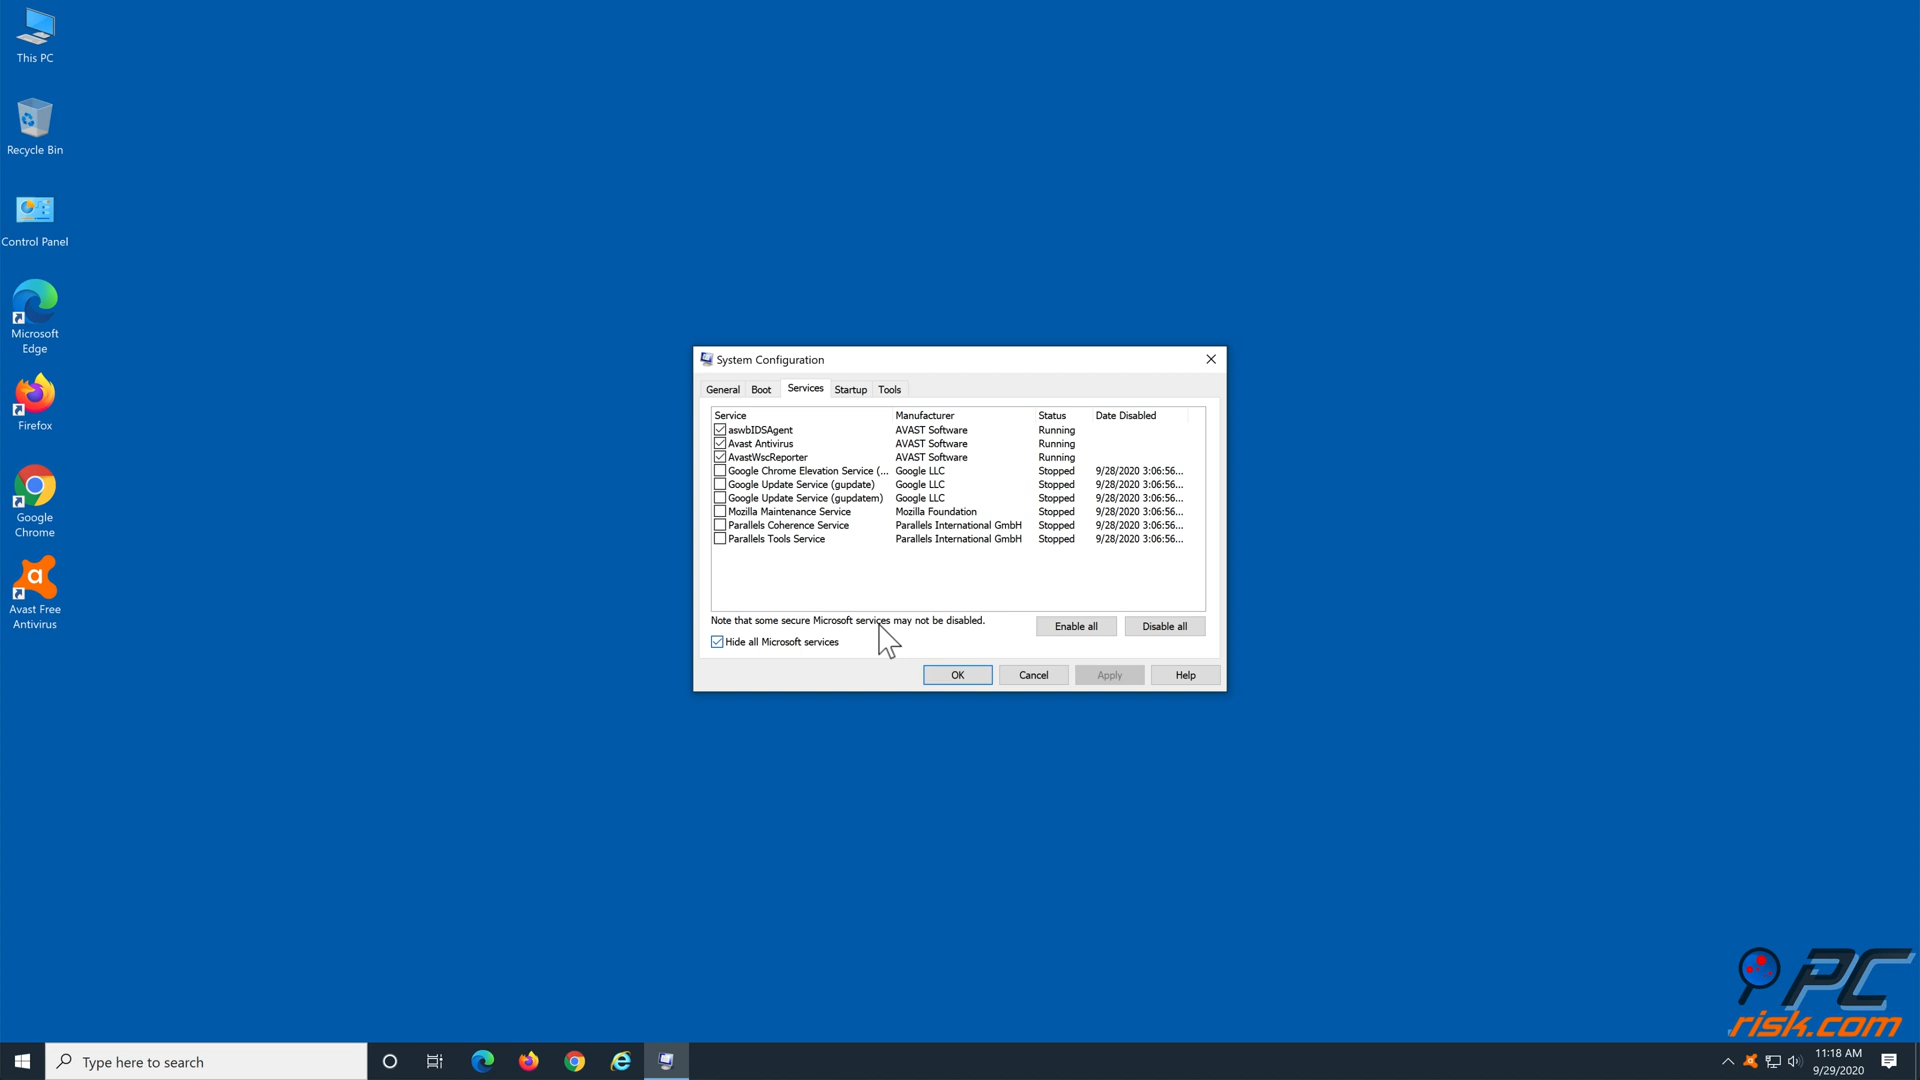 This PC
Recycle Bin
Control Panel
Microsoft
Edge
Firefox
Google
Chrome
a
Avast Free
Antivirus
System Configuration
General Boot Services Startup Tools
Service Manufacturer Status Date Disabled
aswbIDSAgent AVAST Software Running
Avast Antivirus AVAST Software Running
AvastWscReporter AVAST Software Running
Google Chrome Elevation Service (... Google LLC Stopped 9/28/2020 3:06:56...
Google Update Service (gupdate) Google LLC Stopped 9/28/2020 3:06:56...
Google Update Service (gupdatem) Google LLC Stopped 9/28/2020 3:06:56...
Mozilla Maintenance Service Mozilla Foundation Stopped 9/28/2020 3:06:56...
Parallels Coherence Service Parallels International GmbH Stopped 9/28/2020 3:06:56...
Parallels Tools Service Parallels International GmbH Stopped 9/28/2020 3:06:56...
Note that some secure Microsoft services may not be disabled.
Enable all Disable all
Hide all Microsoft services
OK Cancel Apply Help
PC
risk.com
Type here to search
11:18 AM
9/29/2020